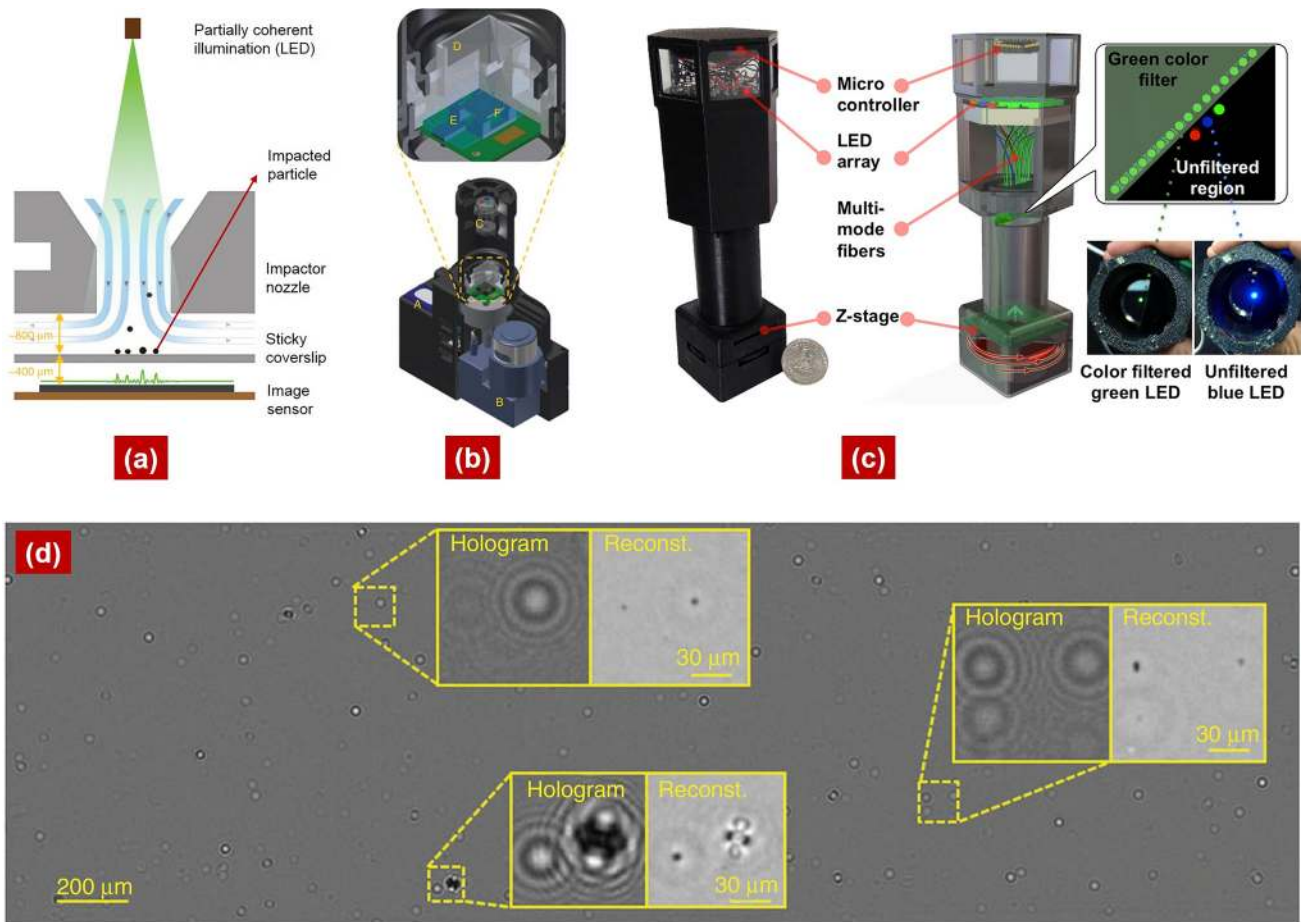 Partially coherent
illumination (LED)
Impacted
particle
Impactor
nozzle
~800 μm
Sticky
coverslip
~400 μm
Image
sensor
(a)
D
E
F
C
A
B
(b)
Micro
controller
LED
array
Multi-
mode
fibers
Z-stage
Green color
filter
Unfiltered
region
Color filtered
green LED
Unfiltered
blue LED
(c)
(d)
Hologram
Reconst.
30 μm
Hologram
Reconst.
30 μm
Hologram
Reconst.
30 μm
200 μm